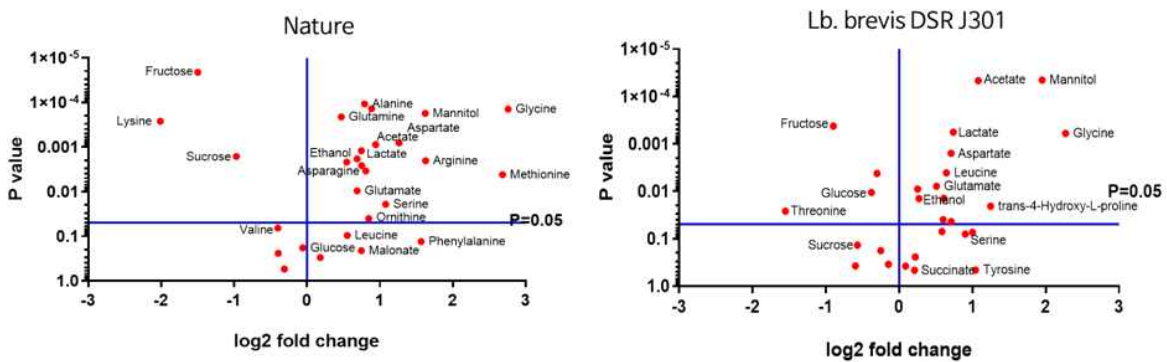 Nature
P value
1×10 -5
1×10 -4
0.001
0.01
0.1
1.0
Fructose
Alanine
Glutamine
Mannitol
Glycine
Lysine
Aspartate
Acetate
Sucrose
Ethanol
Lactate
Arginine
Asparagine
Methionine
Glutamate
Serine
Ornithine
P=0.05
Valine
Leucine
Phenylalanine
Glucose
Malonate
-3
-2
-1
0
1
2
3
log2 fold change
Lb. brevis DSR J301
P value
1×10 -5
1×10 -4
0.001
0.01
0.1
1.0
Acetate
Mannitol
Fructose
Lactate
Glycine
Aspartate
Leucine
Glutamate
Glucose
Ethanol
P=0.05
trans-4-Hydroxy-L-proline
Threonine
Serine
Sucrose
Succinate
Tyrosine
-3
-2
-1
0
1
2
3
log2 fold change